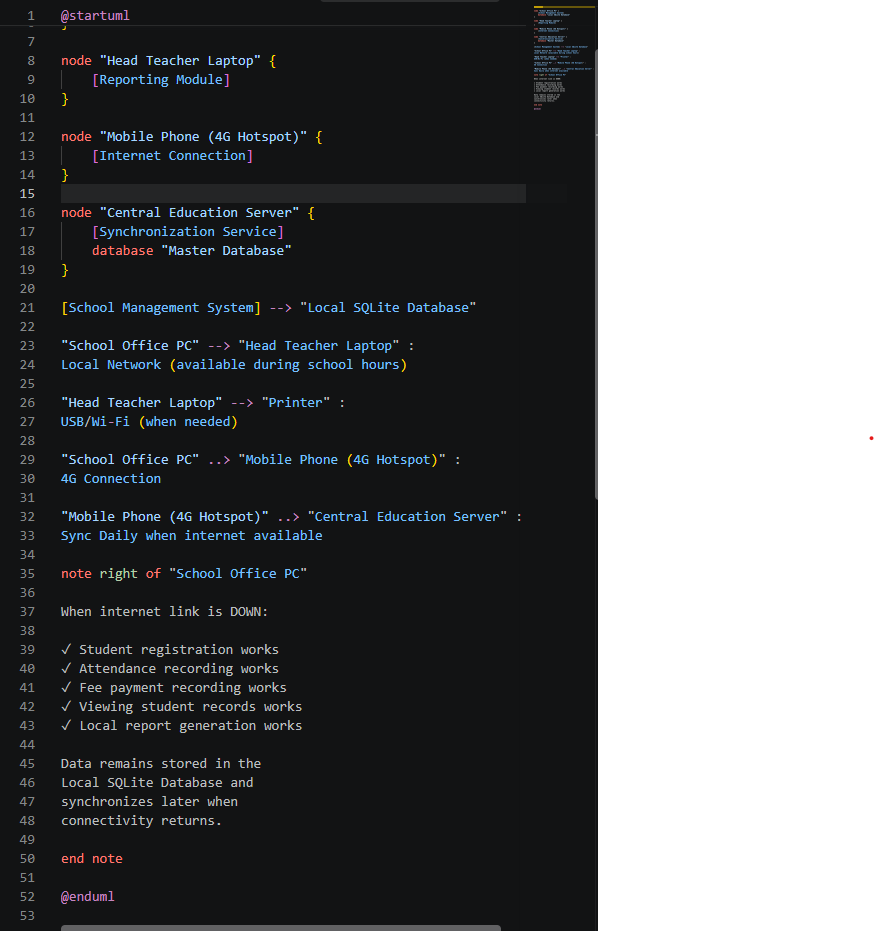 1 @startuml
7
8 node "Head Teacher Laptop" {
9 [Reporting Module]
10 }
11
12 node "Mobile Phone (4G Hotspot)" {
13 [Internet Connection]
14 }
15
16 node "Central Education Server" {
17 [Synchronization Service]
18 database "Master Database"
19 }
20
21 [School Management System] --> "Local SQLite Database"
22
23 "School Office PC" --> "Head Teacher Laptop" :
24 Local Network (available during school hours)
25
26 "Head Teacher Laptop" --> "Printer" :
27 USB/Wi-Fi (when needed)
28
29 "School Office PC" ..> "Mobile Phone (4G Hotspot)" :
30 4G Connection
31
32 "Mobile Phone (4G Hotspot)" ..> "Central Education Server" :
33 Sync Daily when internet available
34
35 note right of "School Office PC"
36
37 When internet link is DOWN:
38
39 ✓ Student registration works
40 ✓ Attendance recording works
41 ✓ Fee payment recording works
42 ✓ Viewing student records works
43 ✓ Local report generation works
44
45 Data remains stored in the
46 Local SQLite Database and
47 synchronizes later when
48 connectivity returns.
49
50 end note
51
52 @enduml
53